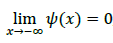 lim ψ(x) = 0
x→−∞